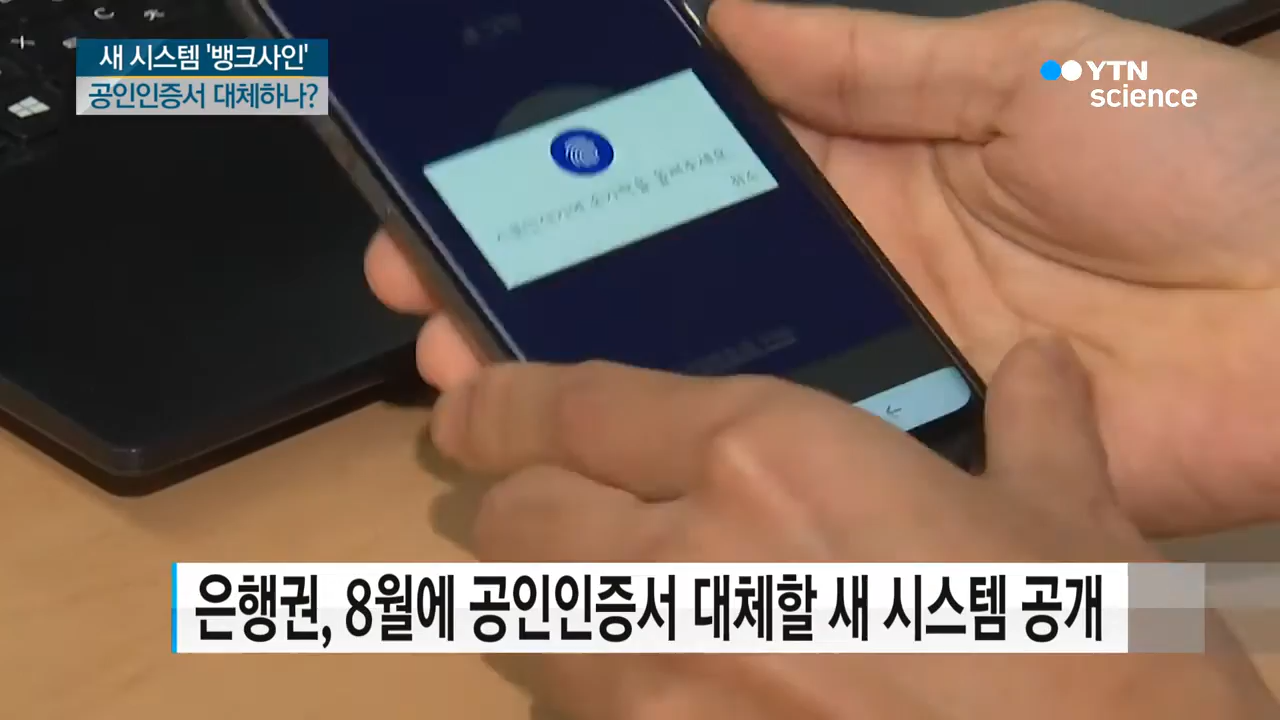 새 시스템 '뱅크사인'
공인인증서 대체하나?
YTN
science
취소
은행권, 8월에 공인인증서 대체할 새 시스템 공개